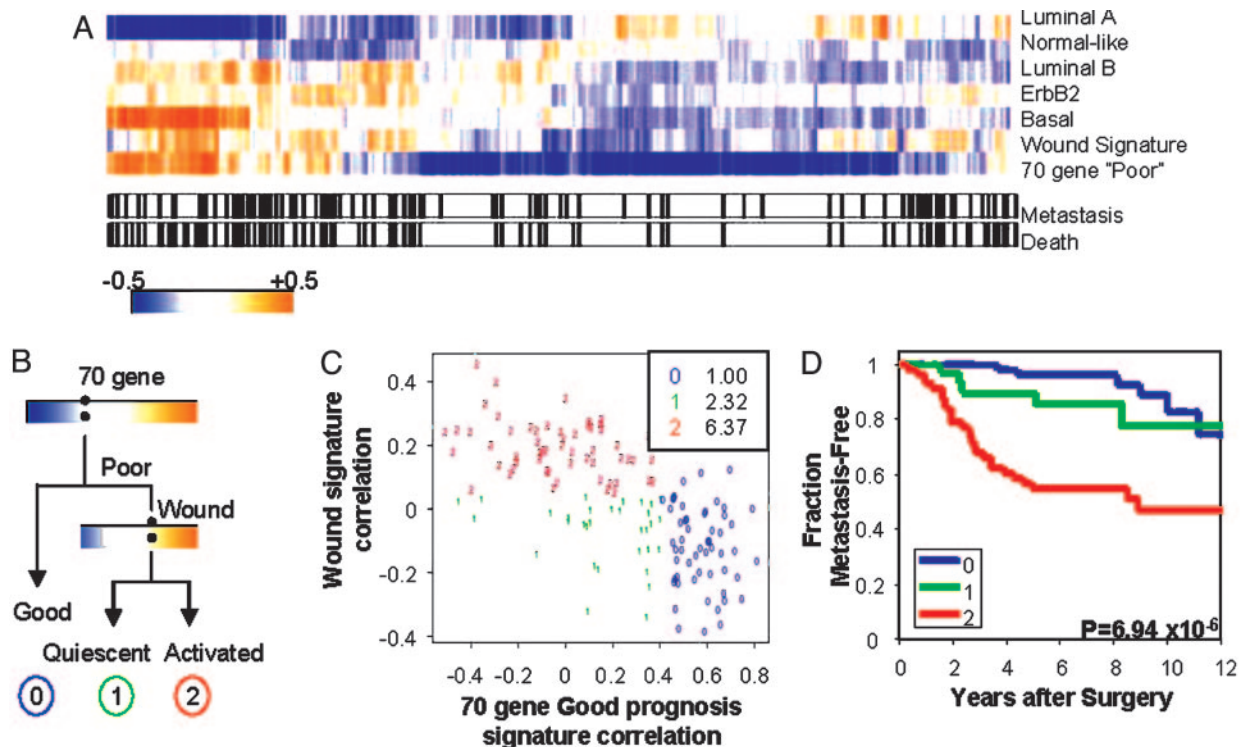 A
Luminal A
Normal-like
Luminal B
ErbB2
Basal
Wound Signature
70 gene "Poor"
Metastasis
Death
-0.5 +0.5
B
70 gene
Poor
Wound
Good
Quiescent Activated
0 1 2
C
Wound signature
correlation
0.4
0.2
0
-0.2
-0.4
0 1.00
1 2.32
2 6.37
-0.4 -0.2 0 0.2 0.4 0.6 0.8
70 gene Good prognosis
signature correlation
D
Fraction
Metastasis-Free
1
0.8
0.6
0.4
0.2
0
0
1
2
P=6.94 x10-6
0 2 4 6 8 10 12
Years after Surgery